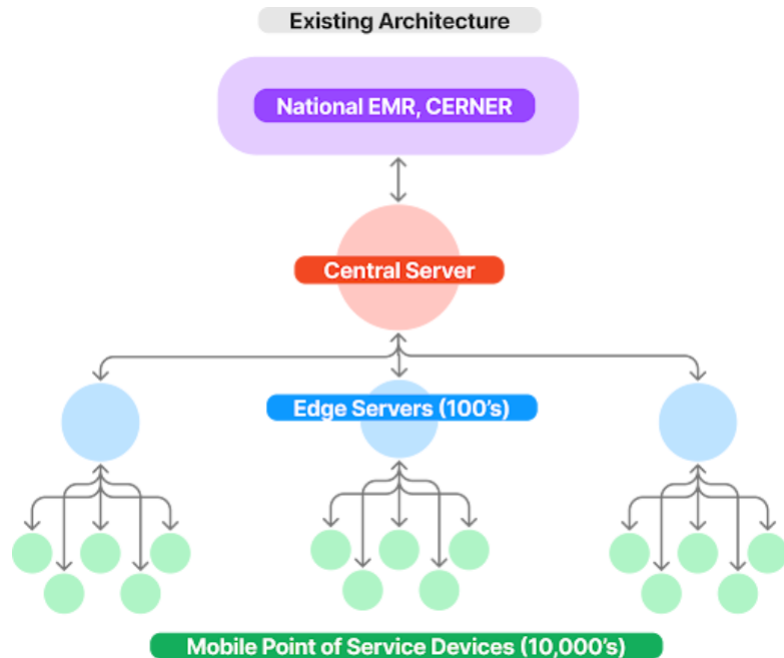 Existing Architecture
National EMR, CERNER
Central Server
Edge Servers (100's)
Mobile Point of Service Devices (10,000's)